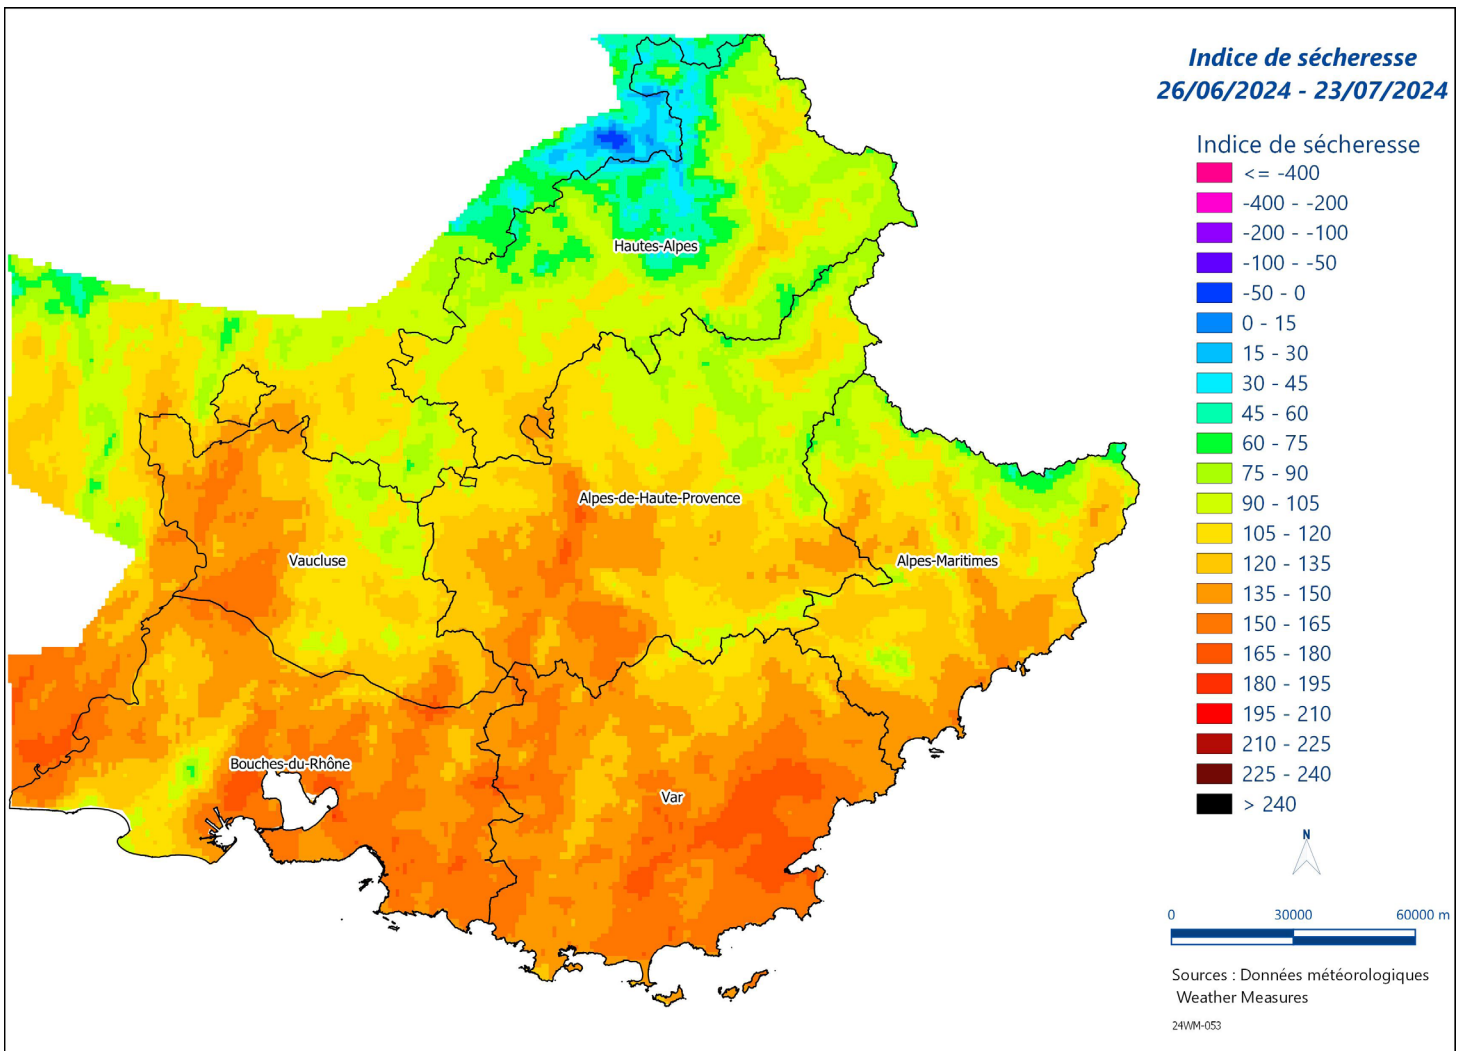 Indice de sécheresse
26/06/2024 - 23/07/2024
Indice de sécheresse
<= -400
-400 - -200
-200 - -100
-100 - -50
-50 - 0
0 - 15
15 - 30
30 - 45
45 - 60
60 - 75
75 - 90
90 - 105
105 - 120
120 - 135
135 - 150
150 - 165
165 - 180
180 - 195
195 - 210
210 - 225
225 - 240
> 240
Hautes-Alpes
Alpes-de-Haute-Provence
Vaucluse
Alpes-Maritimes
Bouches-du-Rhône
Var
N
0 30000 60000 m
Sources : Données météorologiques
Weather Measures
24WM-053